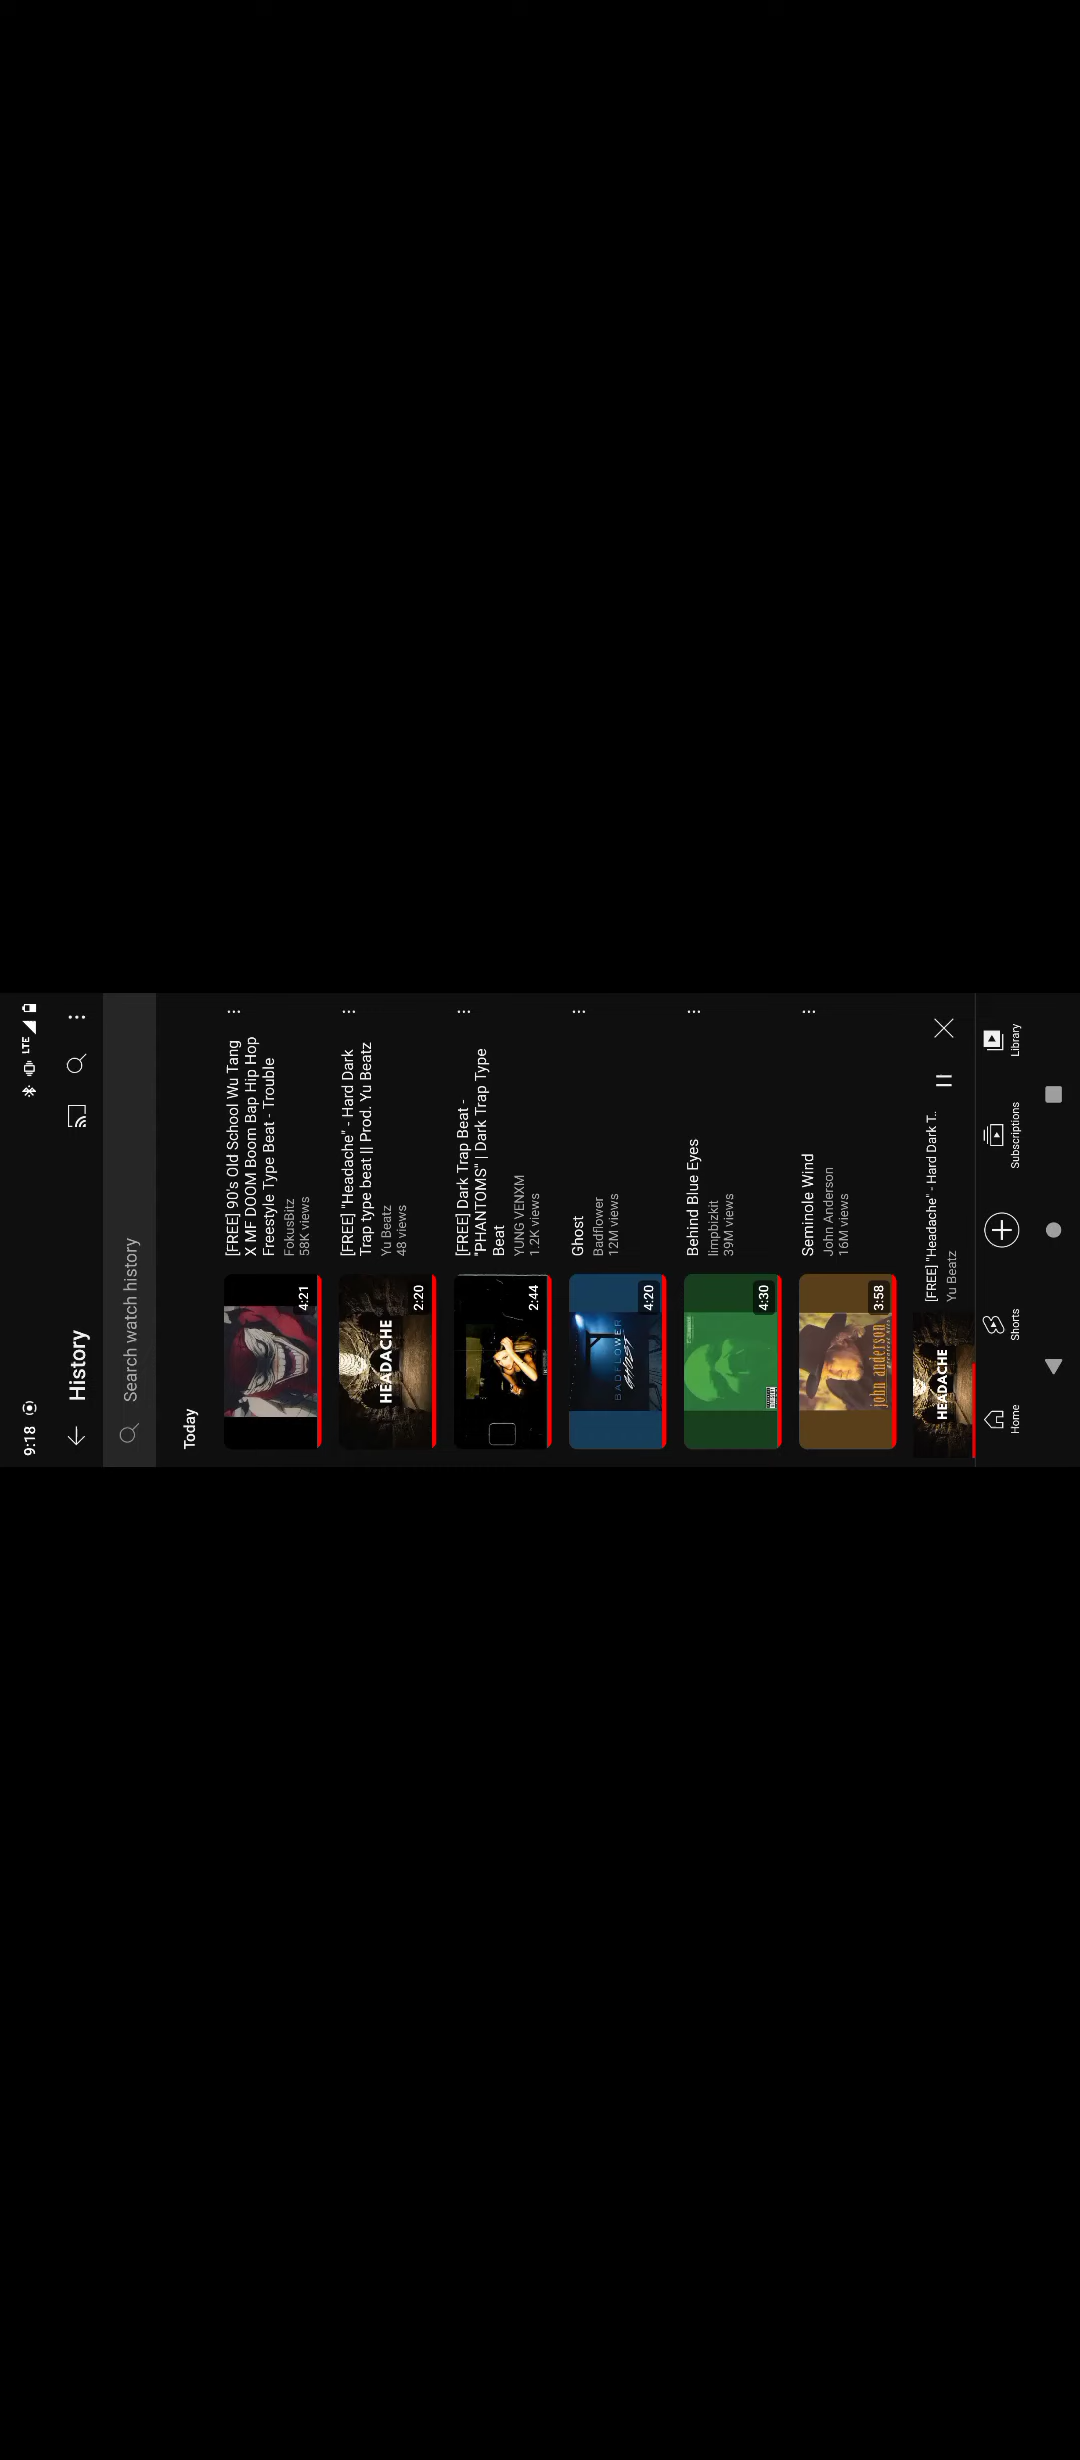 9:18
LTE
History
Search watch history
Today
[FREE] 90's Old School Wu Tang
X MF DOOM Boom Bap Hip Hop
Freestyle Type Beat - Trouble
FokusBitz
58K views
4:21
[FREE] "Headache" - Hard Dark
Trap type beat || Prod. Yu Beatz
Yu Beatz
48 views
HEADACHE
2:20
[FREE] Dark Trap Beat -
"PHANTOMS" | Dark Trap Type
Beat
YUNG VENXM
1.2K views
2:44
Ghost
Badflower
12M views
BADFLOWER
GHOST
4:20
Behind Blue Eyes
limpbizkit
39M views
4:30
Seminole Wind
John Anderson
16M views
john anderson
3:58
HEADACHE
[FREE] "Headache" - Hard Dark T..
Yu Beatz
Home
Shorts
Subscriptions
Library